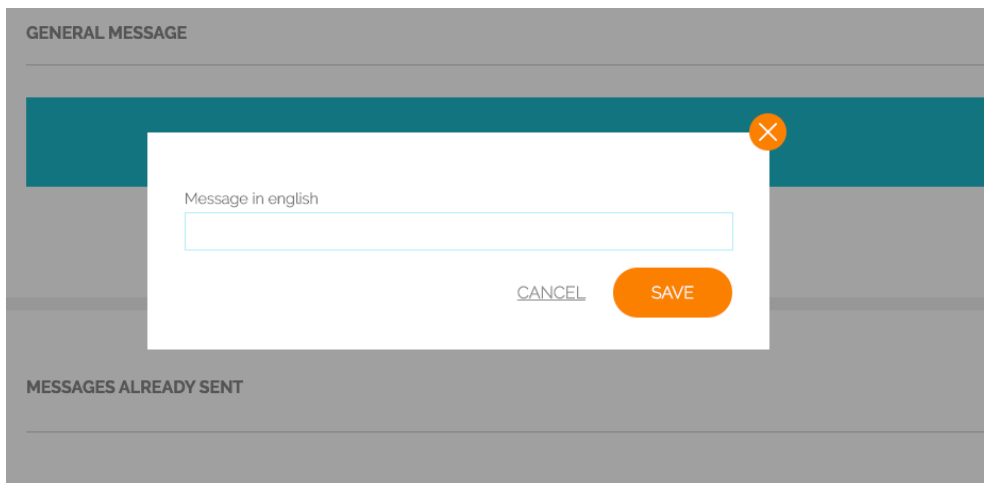 GENERAL MESSAGE
Message in english
CANCEL
SAVE
MESSAGES ALREADY SENT